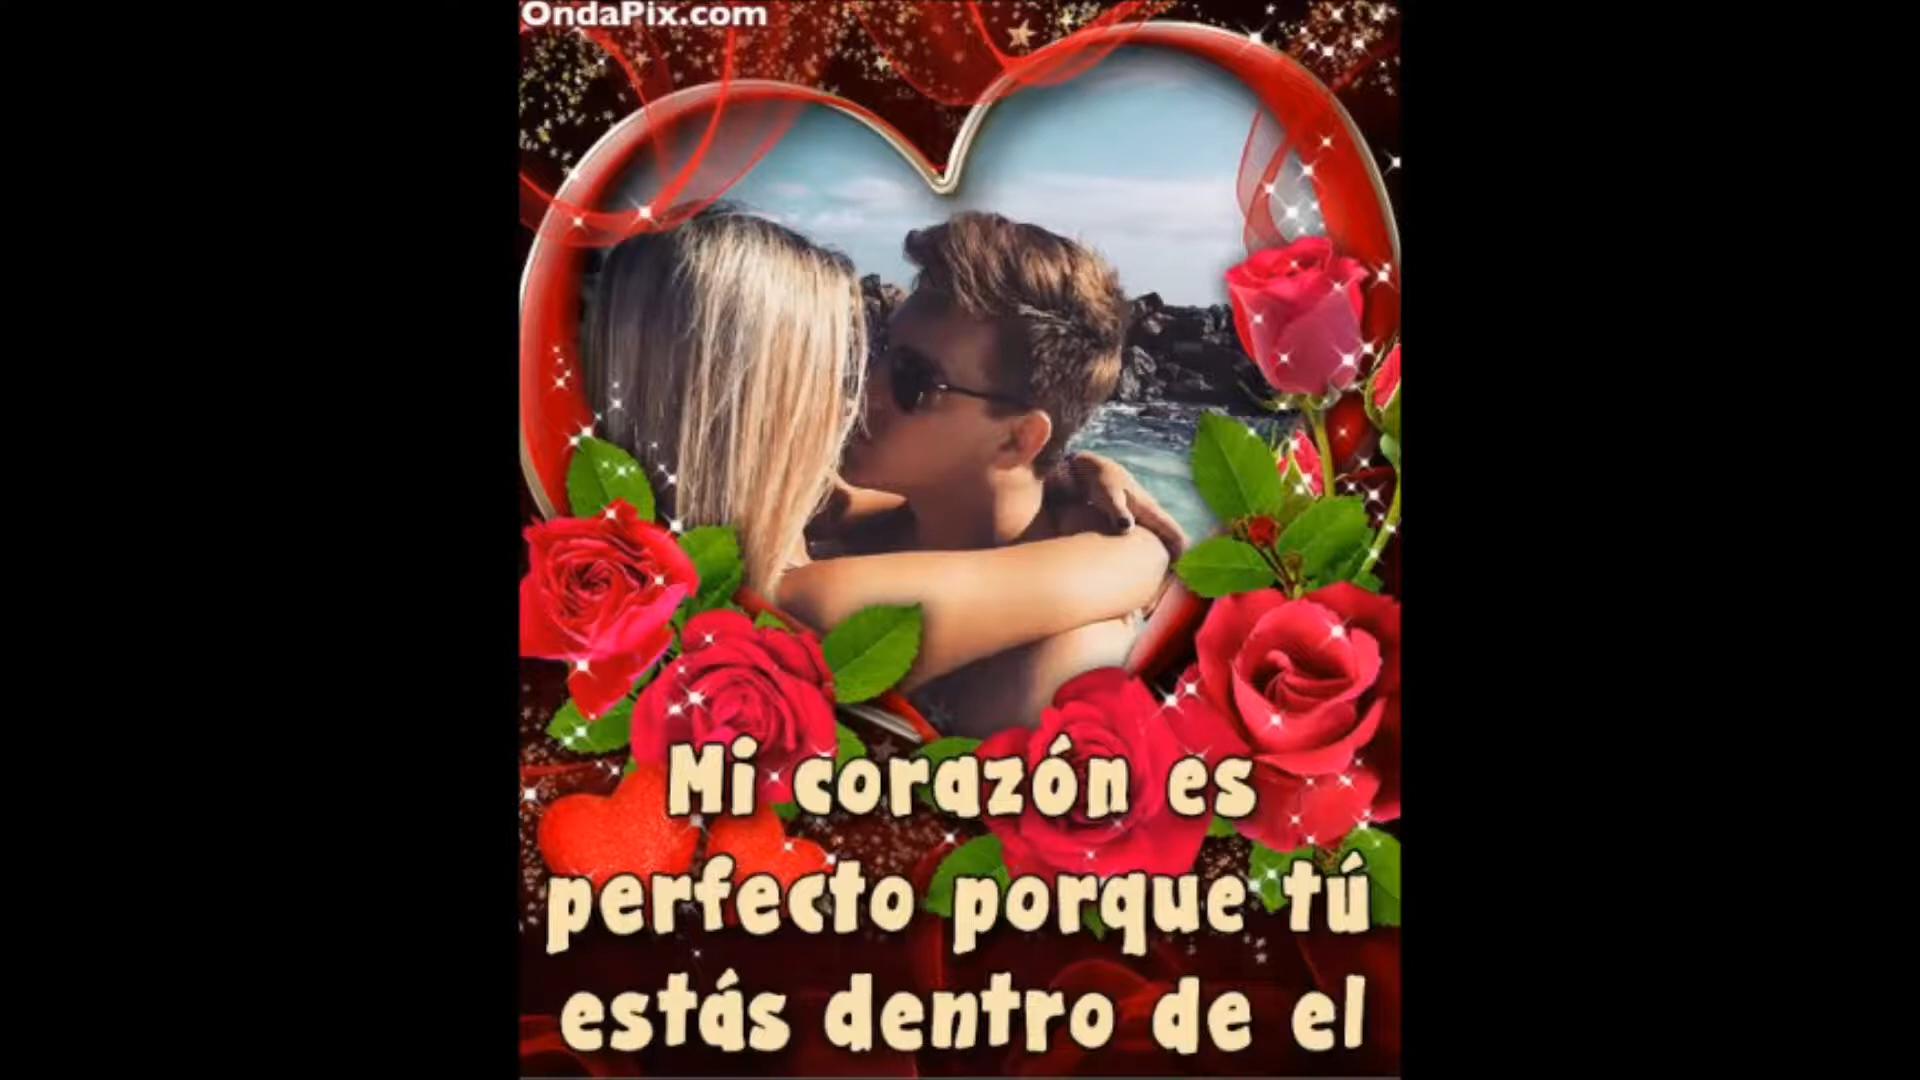 OndaPix.com
Mi corazón es
perfecto porque tú
estás dentro de el